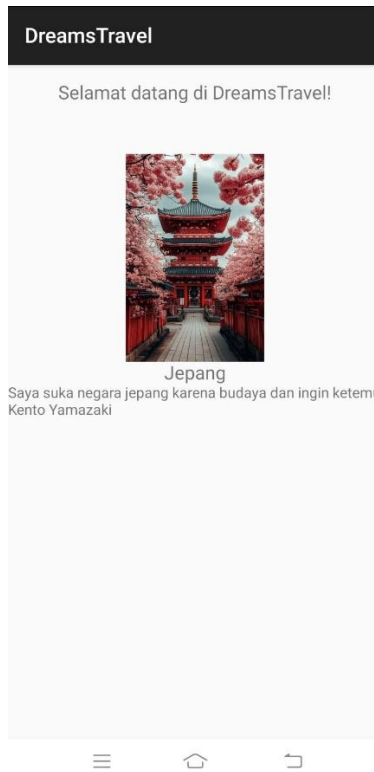 DreamsTravel
Selamat datang di DreamsTravel!
Jepang
Saya suka negara jepang karena budaya dan ingin ketemu
Kento Yamazaki